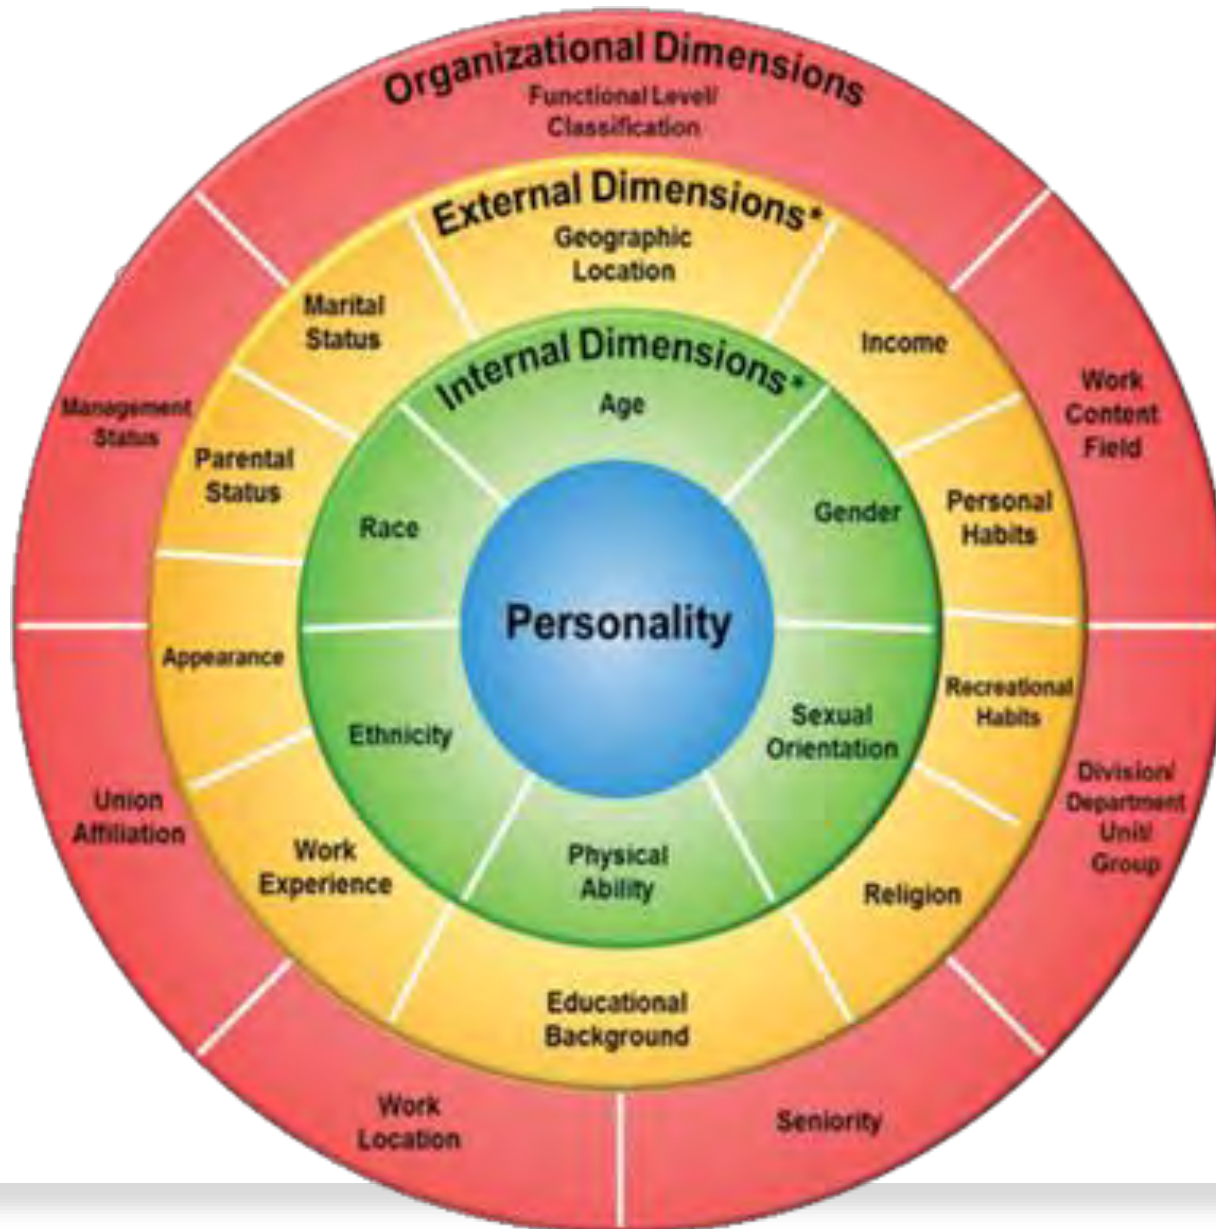 Organizational Dimensions
Functional Level/
Classification
External Dimensions*
Geographic
Location
Marital
Status
Income
Internal Dimensions*
Age
Management
Status
Work
Content
Field
Parental
Status
Personal
Habits
Race
Gender
Personality
Appearance
Recreational
Habits
Ethnicity
Sexual
Orientation
Union
Affiliation
Division/
Department
Unit/
Group
Work
Experience
Physical
Ability
Religion
Educational
Background
Work
Location
Seniority